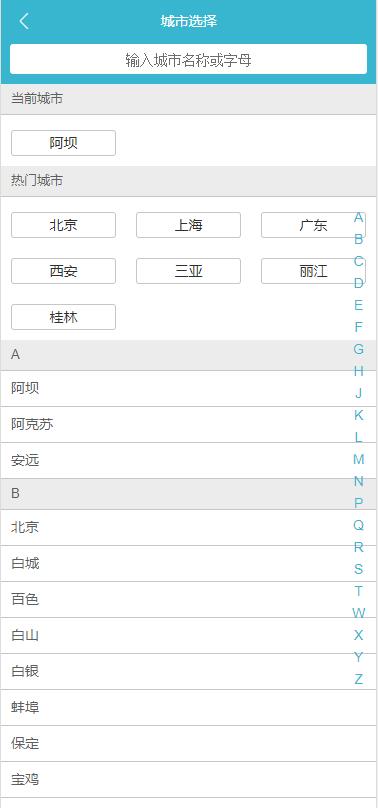 城市选择
输入城市名称或字母
当前城市
阿坝
热门城市
北京 上海 广东
西安 三亚 丽江
桂林
A
阿坝
阿克苏
安远
B
北京
白城
百色
白山
白银
蚌埠
保定
宝鸡
A
B
C
D
E
F
G
H
J
K
L
M
N
P
Q
R
S
T
W
X
Y
Z